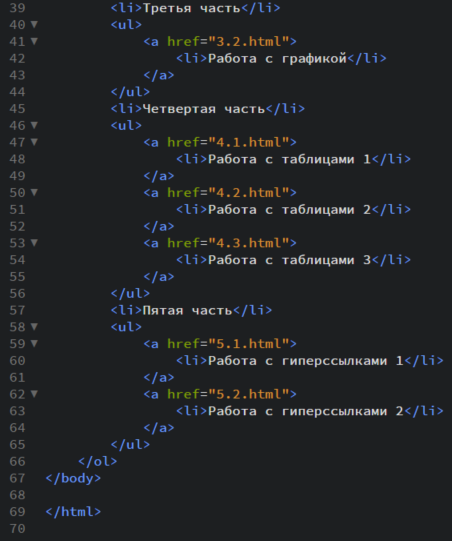 39 <li>Третья часть</li>
40 <ul>
41 <a href="3.2.html">
42 <li>Работа с графикой</li>
43 </a>
44 </ul>
45 <li>Четвертая часть</li>
46 <ul>
47 <a href="4.1.html">
48 <li>Работа с таблицами 1</li>
49 </a>
50 <a href="4.2.html">
51 <li>Работа с таблицами 2</li>
52 </a>
53 <a href="4.3.html">
54 <li>Работа с таблицами 3</li>
55 </a>
56 </ul>
57 <li>Пятая часть</li>
58 <ul>
59 <a href="5.1.html">
60 <li>Работа с гиперссылками 1</li>
61 </a>
62 <a href="5.2.html">
63 <li>Работа с гиперссылками 2</li>
64 </a>
65 </ul>
66 </ol>
67 </body>
68
69 </html>
70